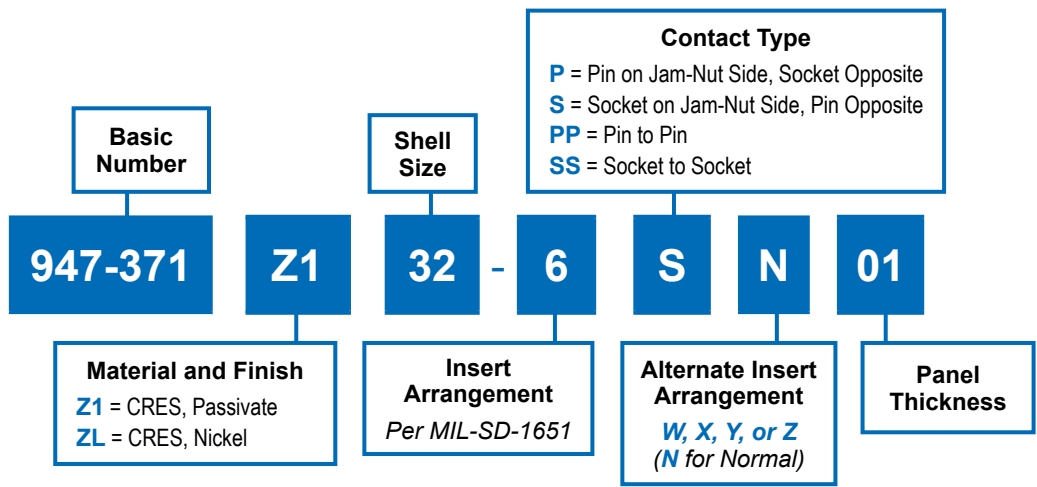 Contact Type
P = Pin on Jam-Nut Side, Socket Opposite
S = Socket on Jam-Nut Side, Pin Opposite
PP = Pin to Pin
SS = Socket to Socket
Basic
Number
Shell
Size
947-371 Z1 32 - 6 S N 01
Material and Finish
Z1 = CRES, Passivate
ZL = CRES, Nickel
Insert
Arrangement
Per MIL-SD-1651
Alternate Insert
Arrangement
W, X, Y, or Z
(N for Normal)
Panel
Thickness